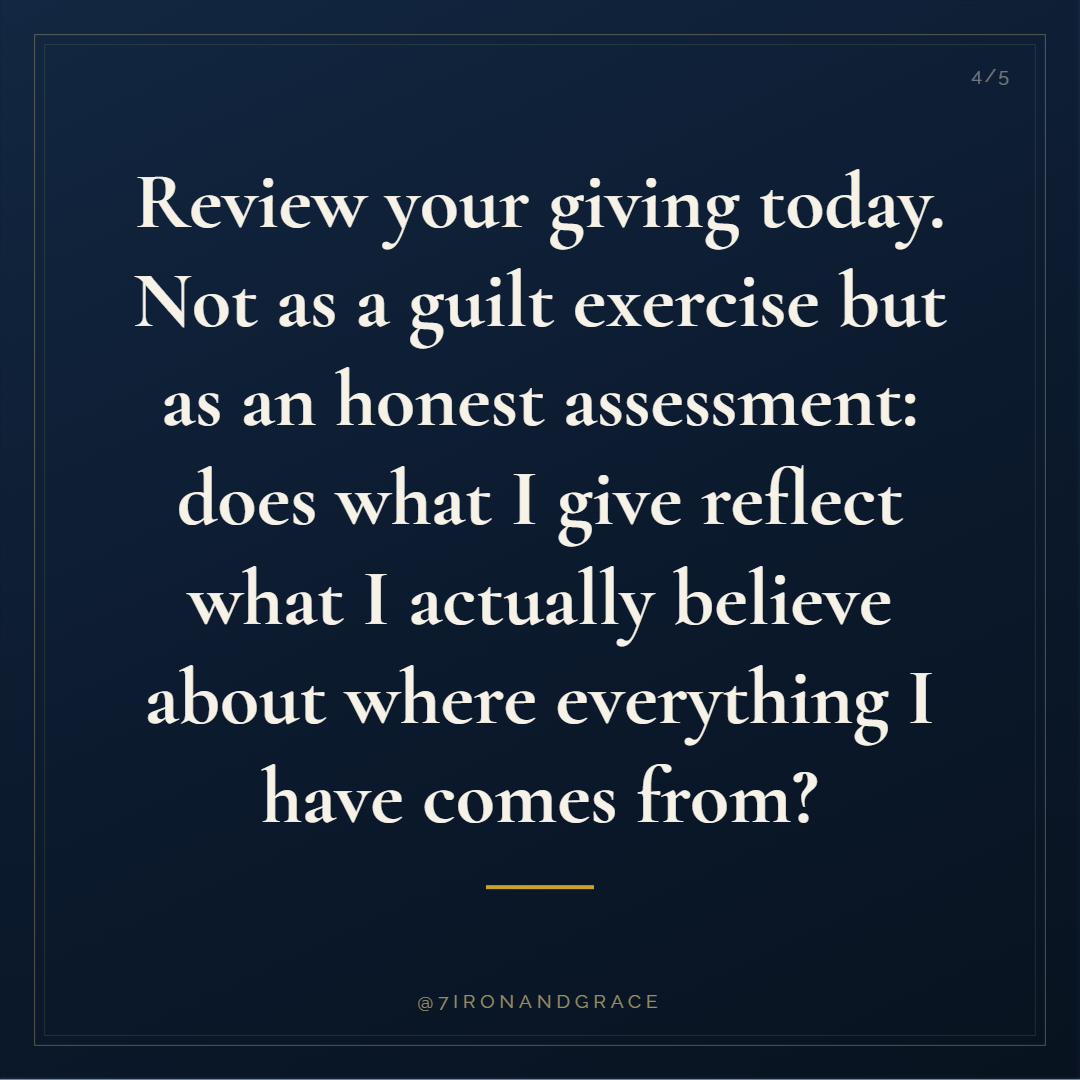 4/5
Review your giving today.
Not as a guilt exercise but
as an honest assessment:
does what I give reflect
what I actually believe
about where everything I
have comes from?
@7IRONANDGRACE